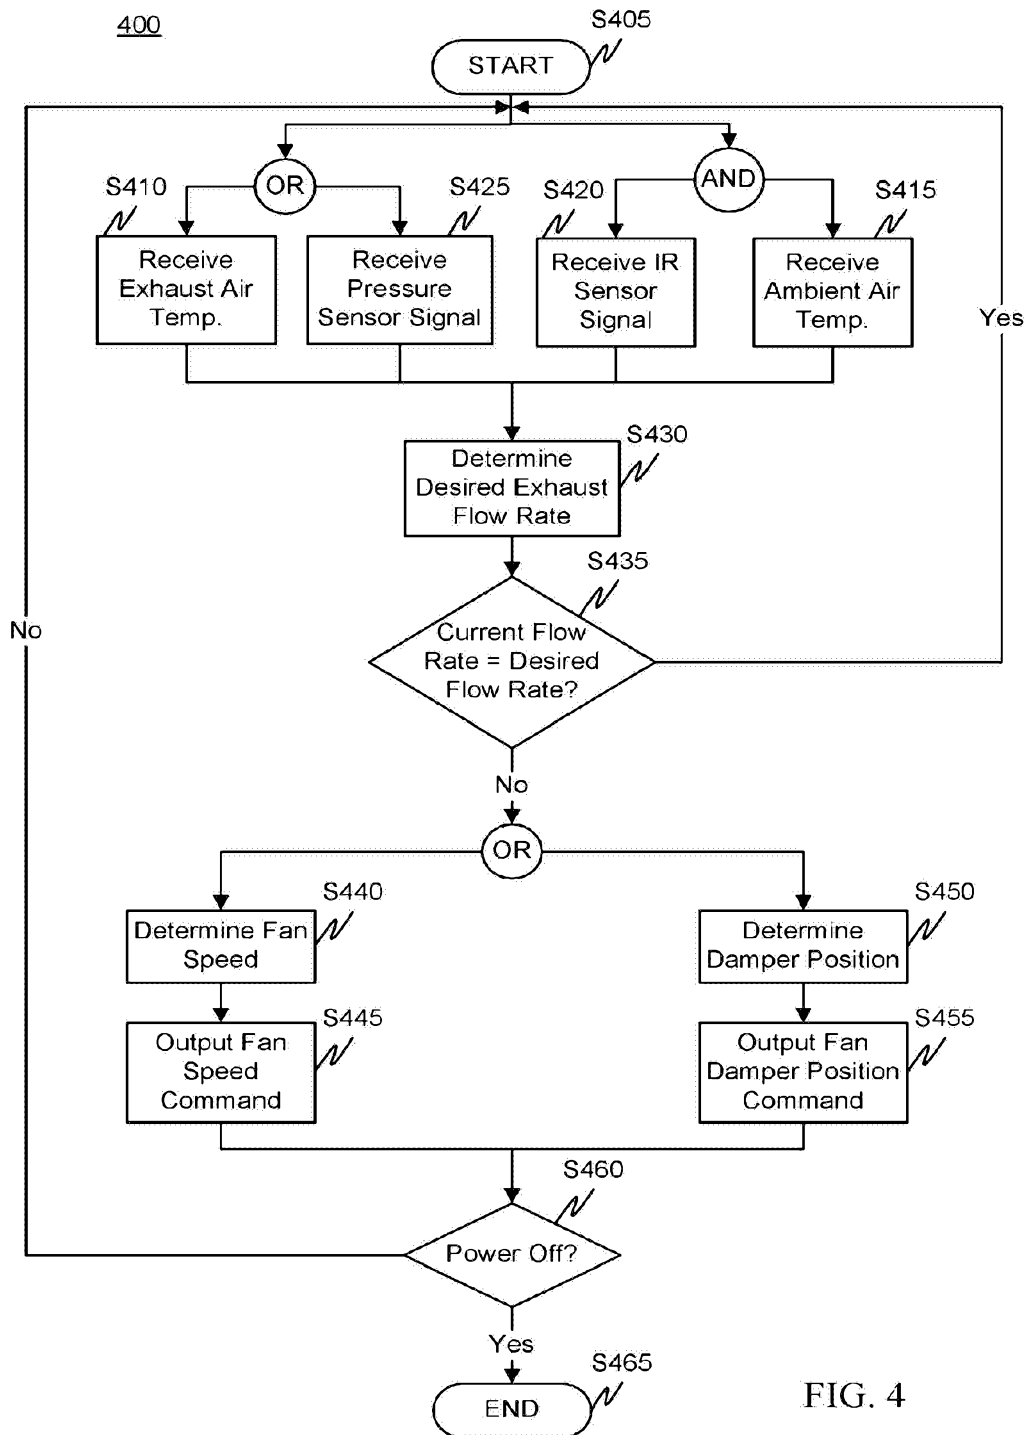 400
S405
START
OR
AND
S410
S425
S420
S415
Receive
Exhaust Air
Temp.
Receive
Pressure
Sensor Signal
Receive IR
Sensor
Signal
Receive
Ambient Air
Temp.
Yes
S430
Determine
Desired Exhaust
Flow Rate
S435
No
Current Flow
Rate = Desired
Flow Rate?
No
OR
S440
S450
Determine Fan
Speed
Determine
Damper Position
S445
S455
Output Fan
Speed
Command
Output Fan
Damper Position
Command
S460
Power Off?
Yes
S465
END
FIG. 4